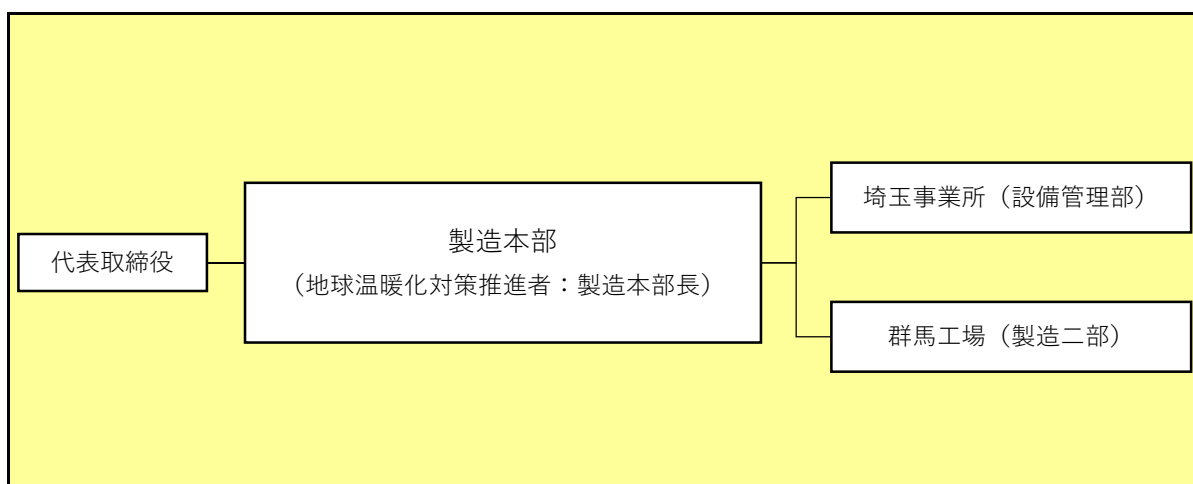 代表取締役
製造本部
（地球温暖化対策推進者：製造本部長）
埼玉事業所（設備管理部）
群馬工場（製造二部）